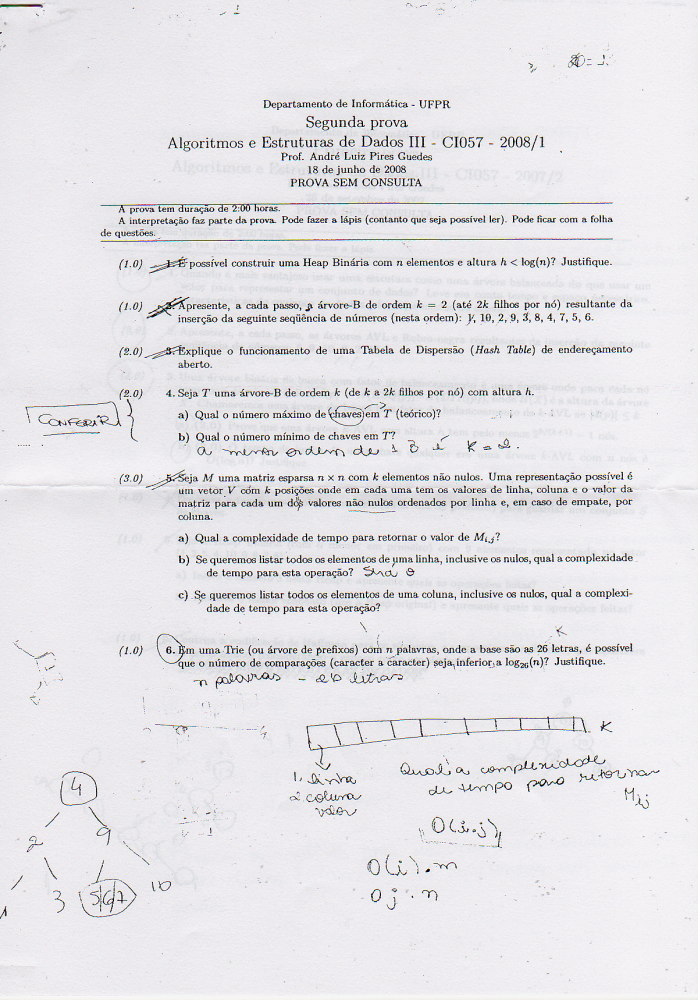 Departamento de Informática - UFPR
Segunda prova
Algoritmos e Estruturas de Dados III - CI057 - 2008/1
Prof. André Luiz Pires Guedes
18 de junho de 2008
PROVA SEM CONSULTA
A prova tem duração de 2:00 horas.
A interpretação faz parte da prova. Pode fazer a lápis (contanto que seja possível ler). Pode ficar com a folha
de questões.
(1.0) 1. É possível construir uma Heap Binária com n elementos e altura h < log(n)? Justifique.
(1.0) 2. Apresente, a cada passo, a árvore-B de ordem k = 2 (até 2k filhos por nó) resultante da
inserção da seguinte seqüência de números (nesta ordem): 1, 10, 2, 9, 3, 8, 4, 7, 5, 6.
(2.0) 3. Explique o funcionamento de uma Tabela de Dispersão (Hash Table) de endereçamento
aberto.
(2.0) 4. Seja T uma árvore-B de ordem k (de k a 2k filhos por nó) com altura h.
CONFERIR
a) Qual o número máximo de chaves em T (teórico)?
b) Qual o número mínimo de chaves em T?
a menor ordem de 1 B é k = 2.
(3.0) 5. Seja M uma matriz esparsa n × n com k elementos não nulos. Uma representação possível é
um vetor V com k posições onde em cada uma tem os valores de linha, coluna e o valor da
matriz para cada um dos valores não nulos ordenados por linha e, em caso de empate, por
coluna.
a) Qual a complexidade de tempo para retornar o valor de Mi,j?
b) Se queremos listar todos os elementos de uma linha, inclusive os nulos, qual a complexidade
de tempo para esta operação?
c) Se queremos listar todos os elementos de uma coluna, inclusive os nulos, qual a complexi-
dade de tempo para esta operação?
K
(1.0) 6. Em uma Trie (ou árvore de prefixos) com n palavras, onde a base são as 26 letras, é possível
que o número de comparações (caracter a caracter) seja inferior a log26(n)? Justifique.
n palavras - 26 letras
K
1. linha
2 coluna
valor
Qual a complexidade
de tempo para retornar
Mij
O(i.j)
O(i).m
O j . n
4
2 9
1 3 5/6/7 10